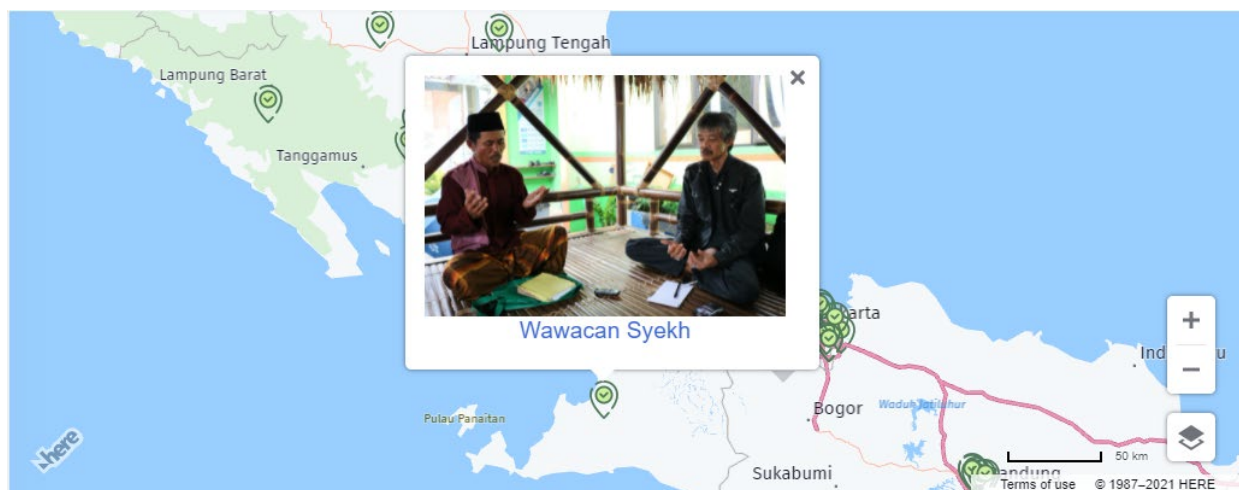 Lampung Tengah
Lampung Barat
Tanggamus
Wawacan Syekh
Pulau Panaitan
Bogor
Waduk Jatiluhur
Sukabumi
50 km
here
Terms of use © 1987–2021 HERE